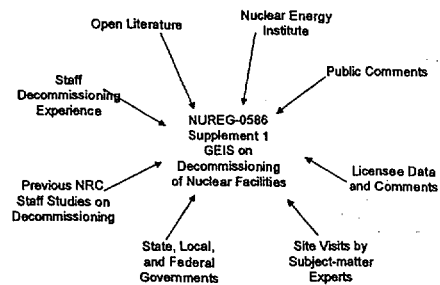 Open Literature
Nuclear Energy
Institute
Public Comments
Staff
Decommissioning
Experience
NUREG-0586
Supplement 1
GEIS on
Decommissioning
of Nuclear Facilities
Licensee Data
and Comments
Previous NRC
Staff Studies on
Decommissioning
State, Local,
and Federal
Governments
Site Visits by
Subject-matter
Experts